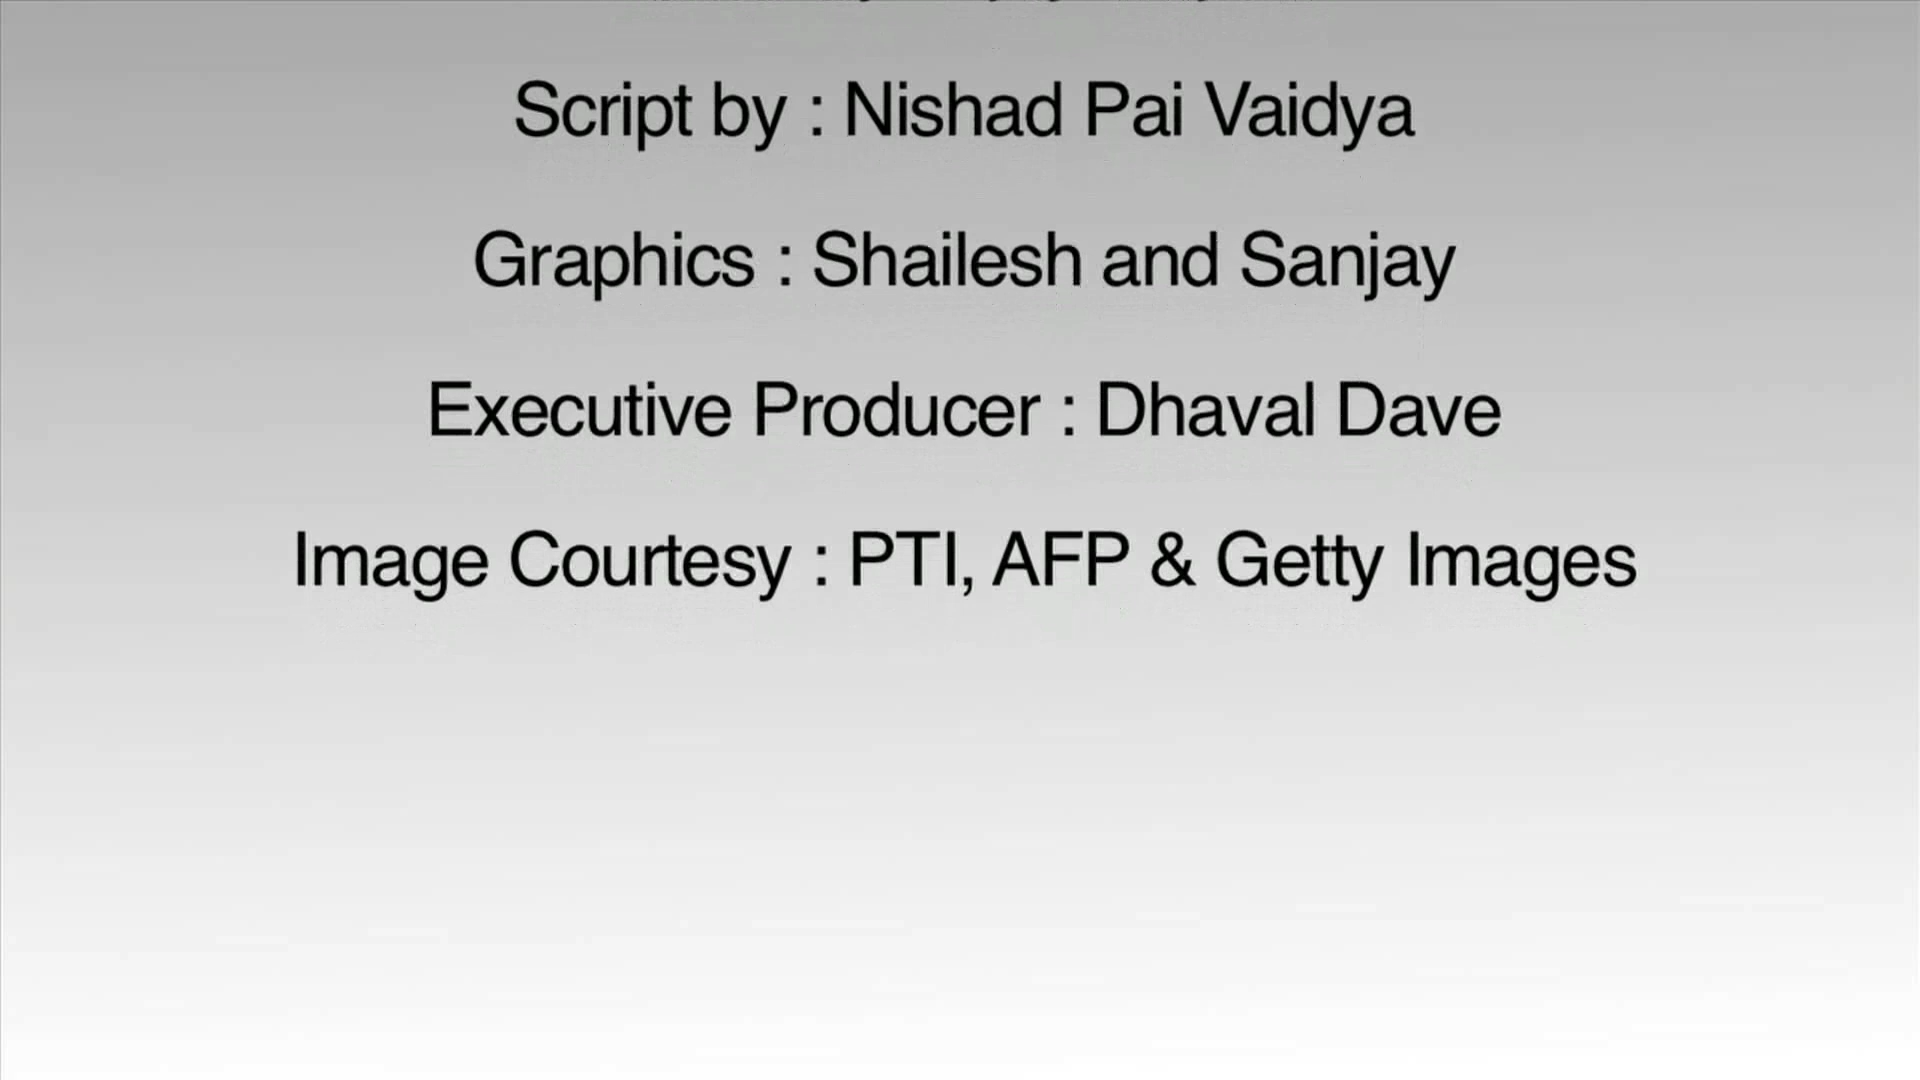 Script by : Nishad Pai Vaidya
Graphics : Shailesh and Sanjay
Executive Producer : Dhaval Dave
Image Courtesy : PTI, AFP & Getty Images